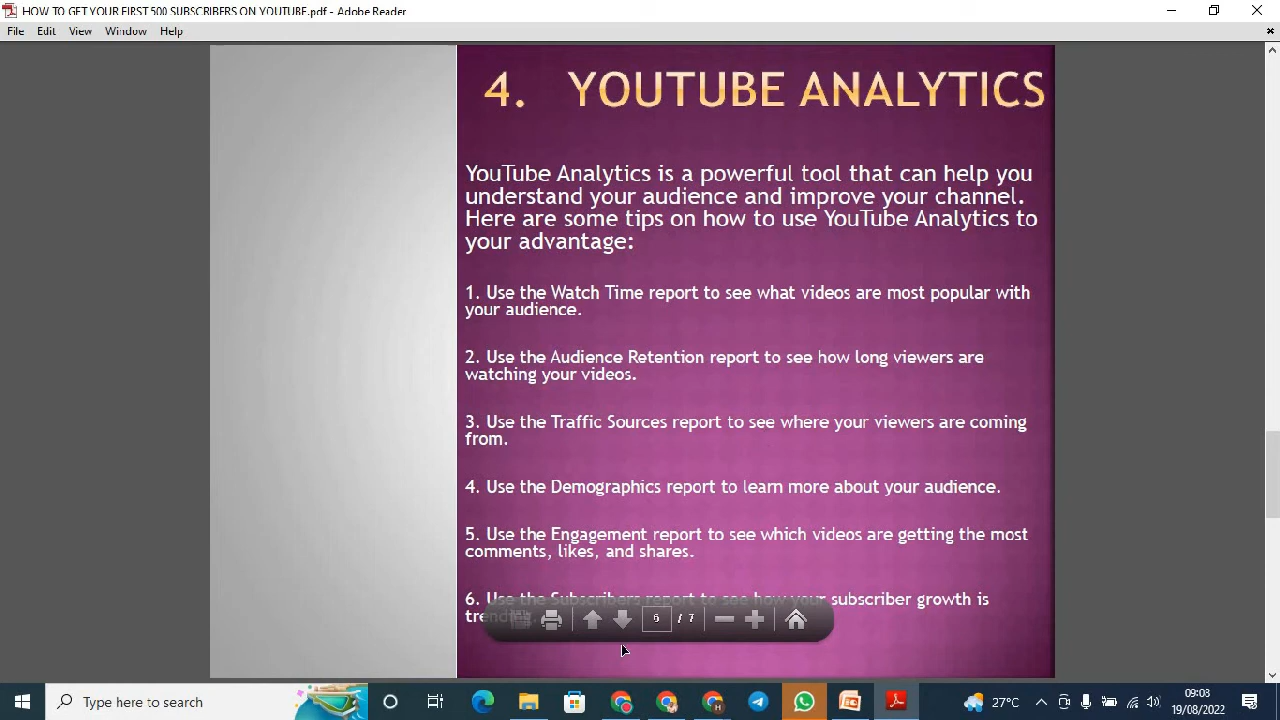 HOW TO GET YOUR FIRST 500 SUBSCRIBERS ON YOUTUBE.pdf - Adobe Reader
File Edit View Window Help
4. YOUTUBE ANALYTICS
YouTube Analytics is a powerful tool that can help you
understand your audience and improve your channel.
Here are some tips on how to use YouTube Analytics to
your advantage:
1. Use the Watch Time report to see what videos are most popular with
your audience.
2. Use the Audience Retention report to see how long viewers are
watching your videos.
3. Use the Traffic Sources report to see where your viewers are coming
from.
4. Use the Demographics report to learn more about your audience.
5. Use the Engagement report to see which videos are getting the most
comments, likes, and shares.
6. Use the Subscribers report to see how your subscriber growth is
trending.
6 / 7
Type here to search
27°C
09:08
19/08/2022